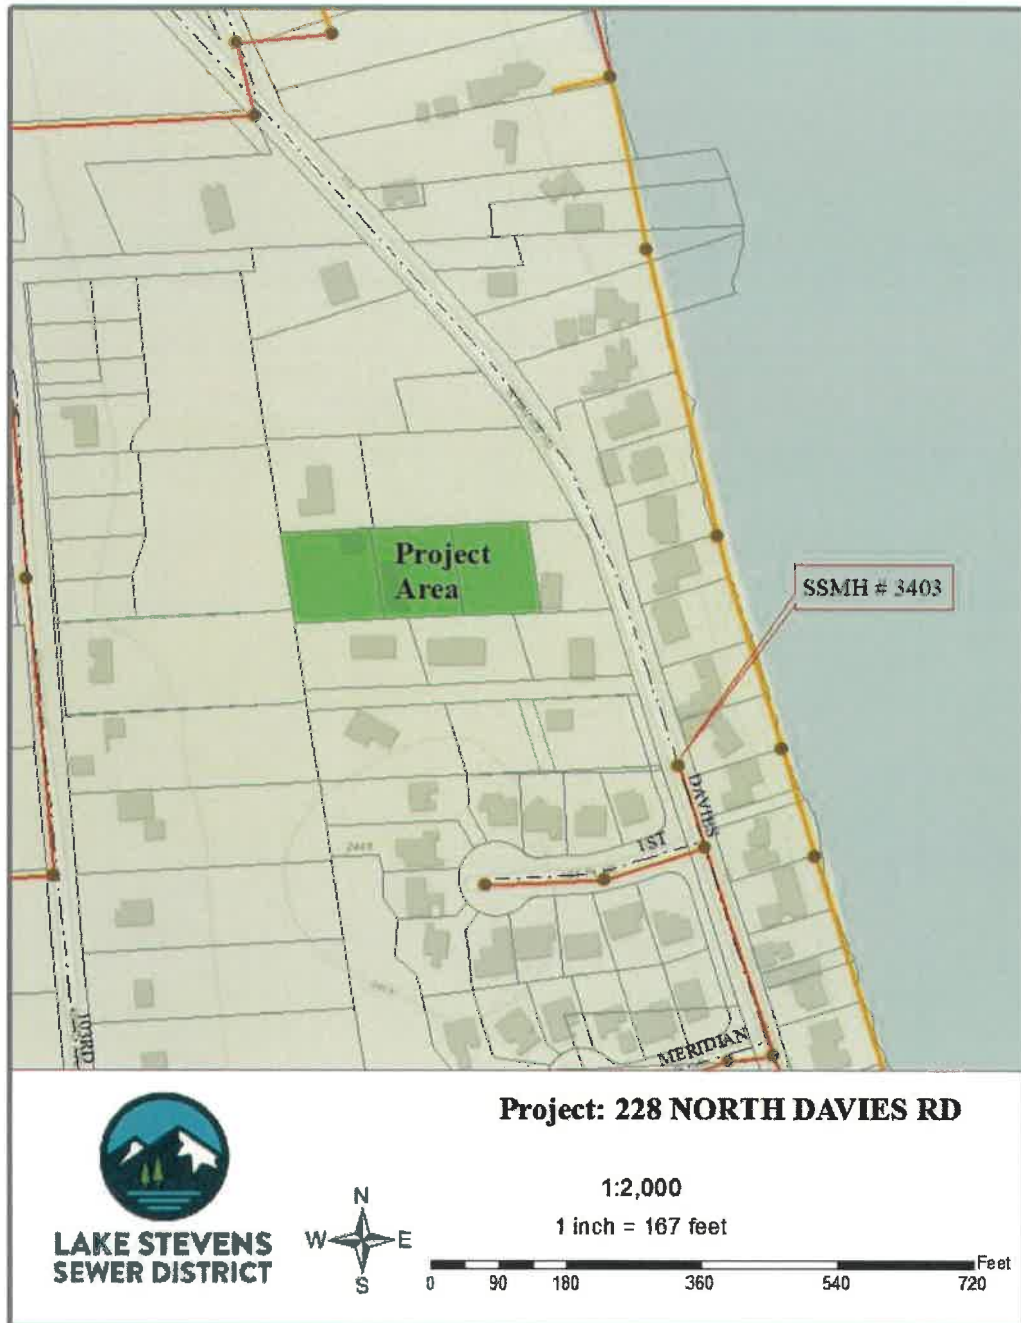 Project
Area
SSMH # 3403
DAVIES
1ST
103RD
MERIDIAN
Project: 228 NORTH DAVIES RD
1:2,000
1 inch = 167 feet
LAKE STEVENS
SEWER DISTRICT
N
W E
S
Feet
0 90 180 360 540 720